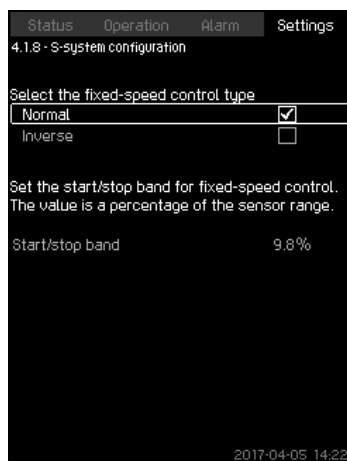 Status Operation Alarm Settings
4.1.8 - S-system configuration
Select the fixed-speed control type
Normal
Inverse
Set the start/stop band for fixed-speed control.
The value is a percentage of the sensor range.
Start/stop band 9.8%
2017-04-05 14:22